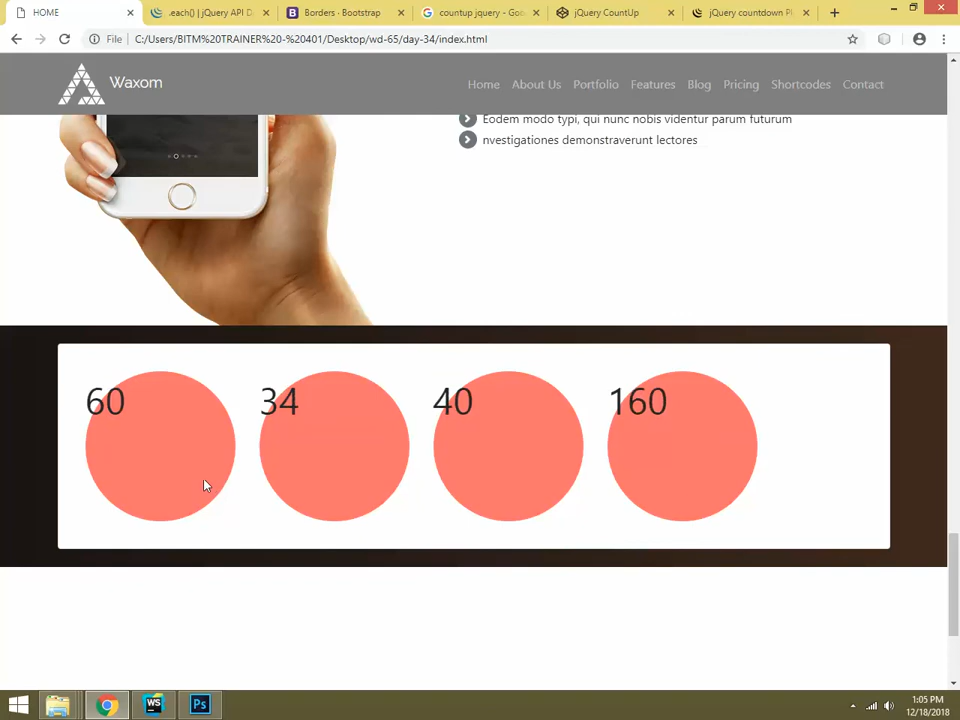 HOME
.each() | jQuery API D
Borders · Bootstrap
countup jquery - Goo
jQuery CountUp
jQuery countdown Pl
File
C:/Users/BITM%20TRAINER%20-%20401/Desktop/wd-65/day-34/index.html
Waxom
Home
About Us
Portfolio
Features
Blog
Pricing
Shortcodes
Contact
Eodem modo typi, qui nunc nobis videntur parum futurum
nvestigationes demonstraverunt lectores
60
34
40
160
WS
Ps
1:05 PM
12/18/2018